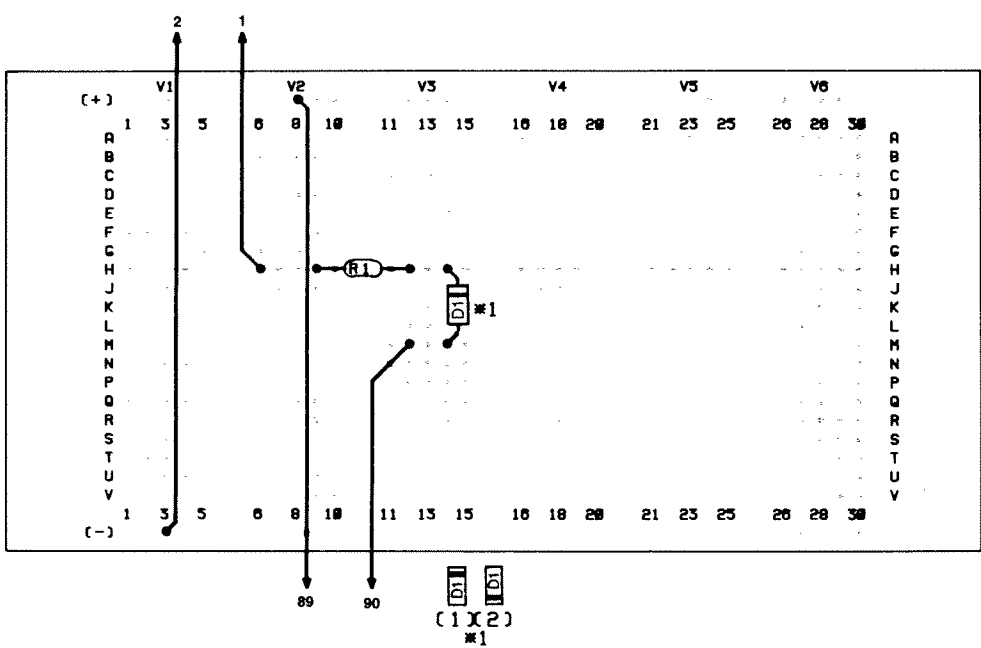 2 1
V1 V2 V3 V4 V5 V6
(+)
1 3 5 6 8 10 11 13 15 16 18 20 21 23 25 26 28 30
A A
B B
C C
D D
E E
F F
G G
H R1 H
J J
K D1 *1 K
L L
M M
N N
P P
Q Q
R R
S S
T T
U U
V V
1 3 5 6 8 10 11 13 15 16 18 20 21 23 25 26 28 30
(-)
89 90 D1 D1
(1)(2)
*1